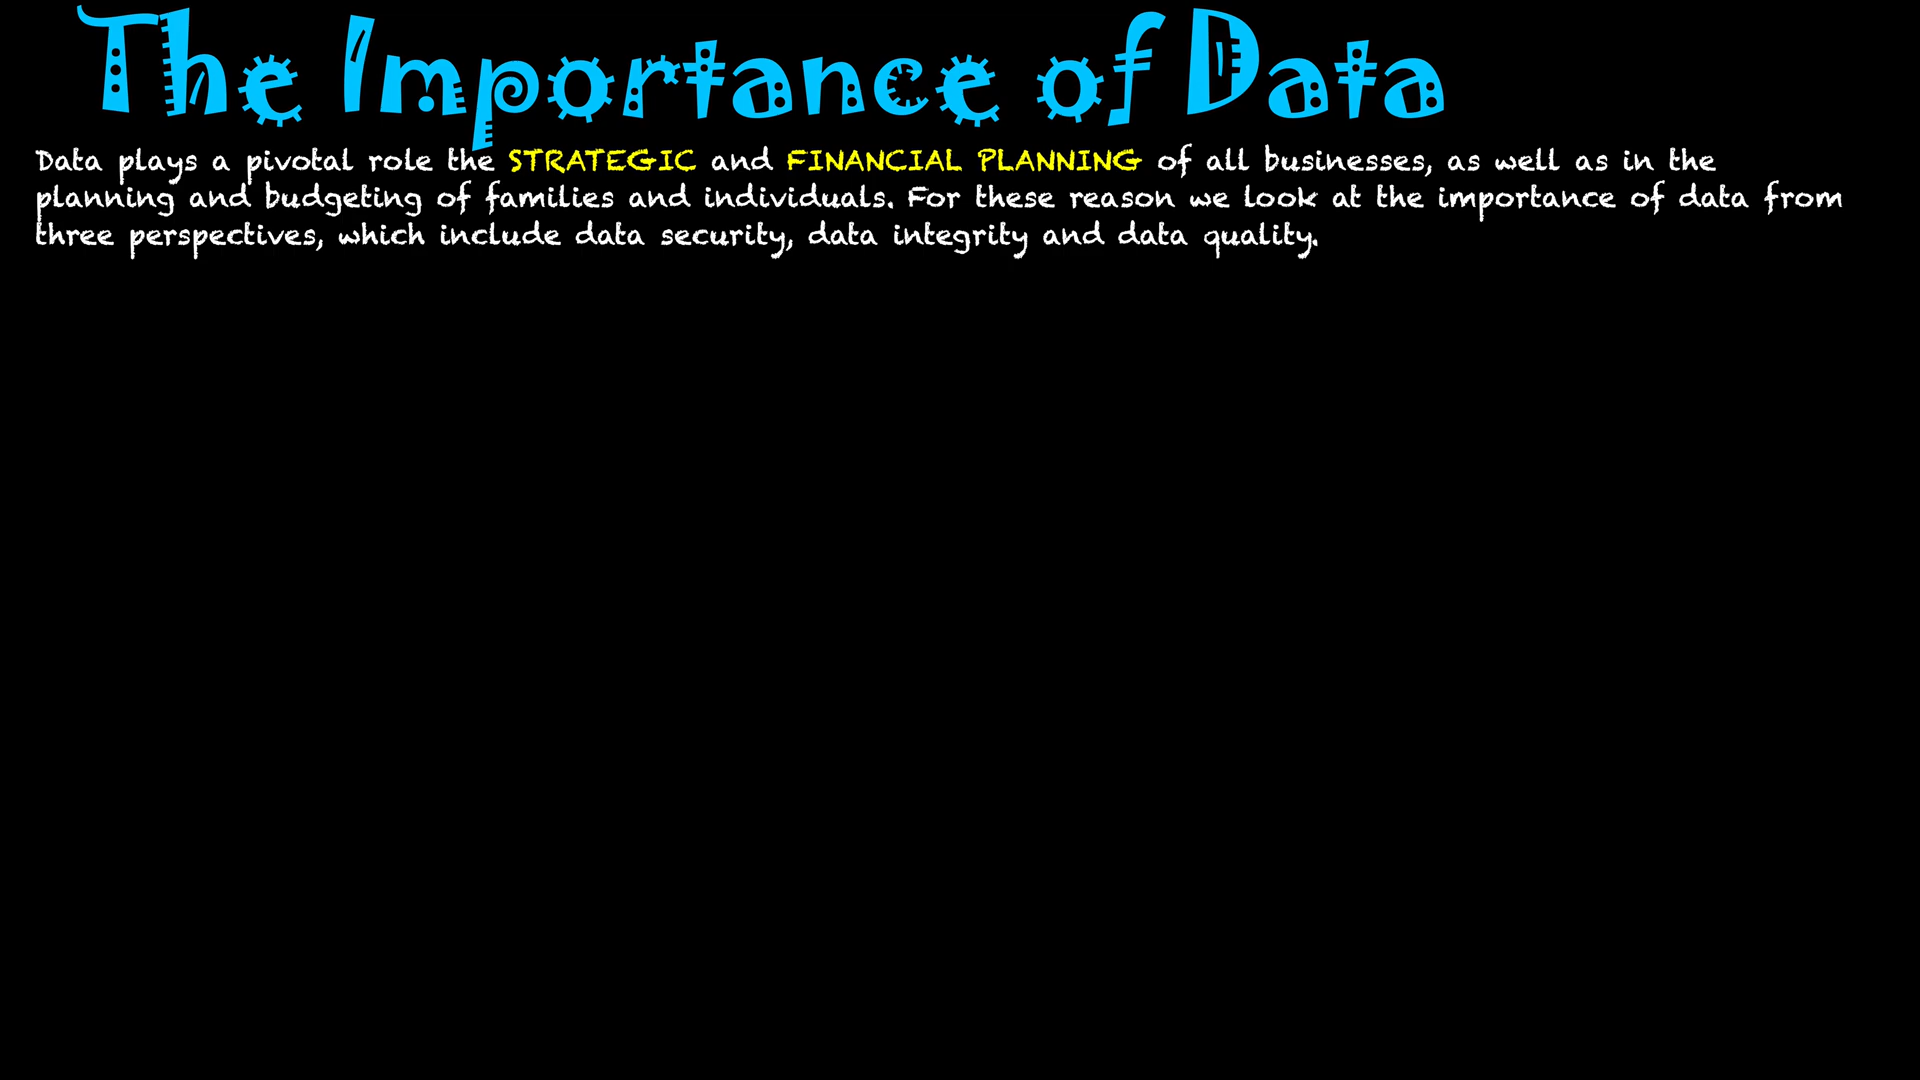 The Importance of Data
Data plays a pivotal role the STRATEGIC and FINANCIAL PLANNING of all businesses, as well as in the
planning and budgeting of families and individuals. For these reason we look at the importance of data from
three perspectives, which include data security, data integrity and data quality.